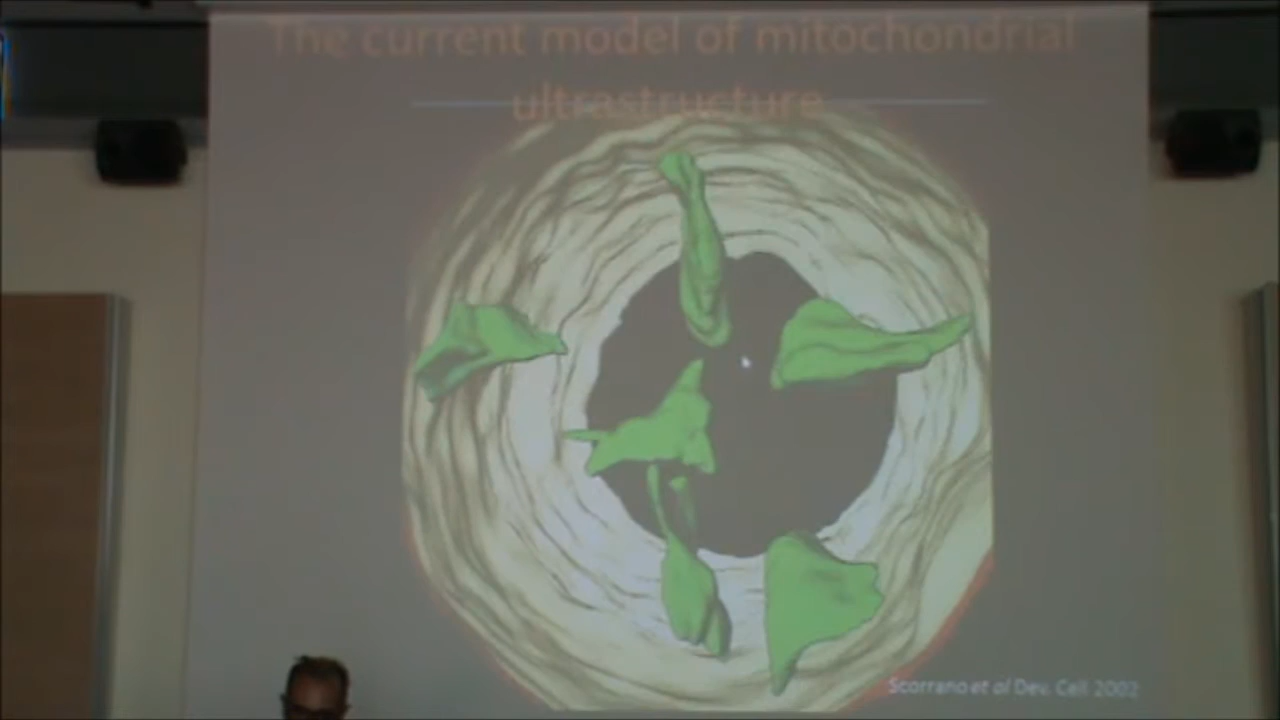 The current model of mitochondrial
ultrastructure
Scorrano et al Dev. Cell 2002